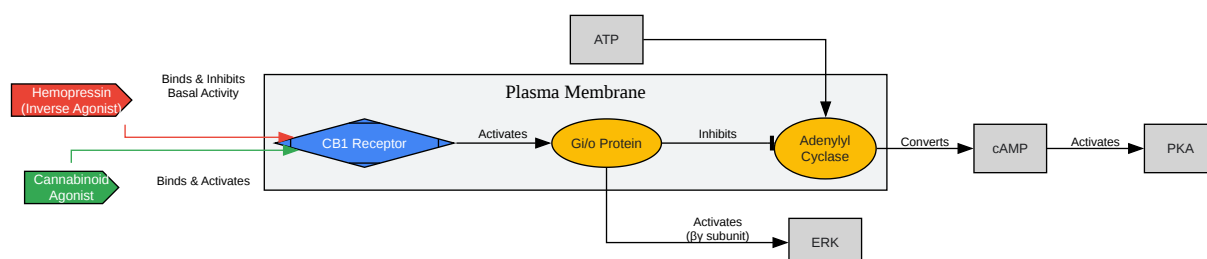 ATP
Binds & Inhibits
Basal Activity
Hemopressin
(Inverse Agonist)
Plasma Membrane
CB1 Receptor
Activates
Gi/o Protein
Inhibits
Adenylyl
Cyclase
Converts
cAMP
Activates
PKA
Cannabinoid
Agonist
Binds & Activates
Activates
(βγ subunit)
ERK